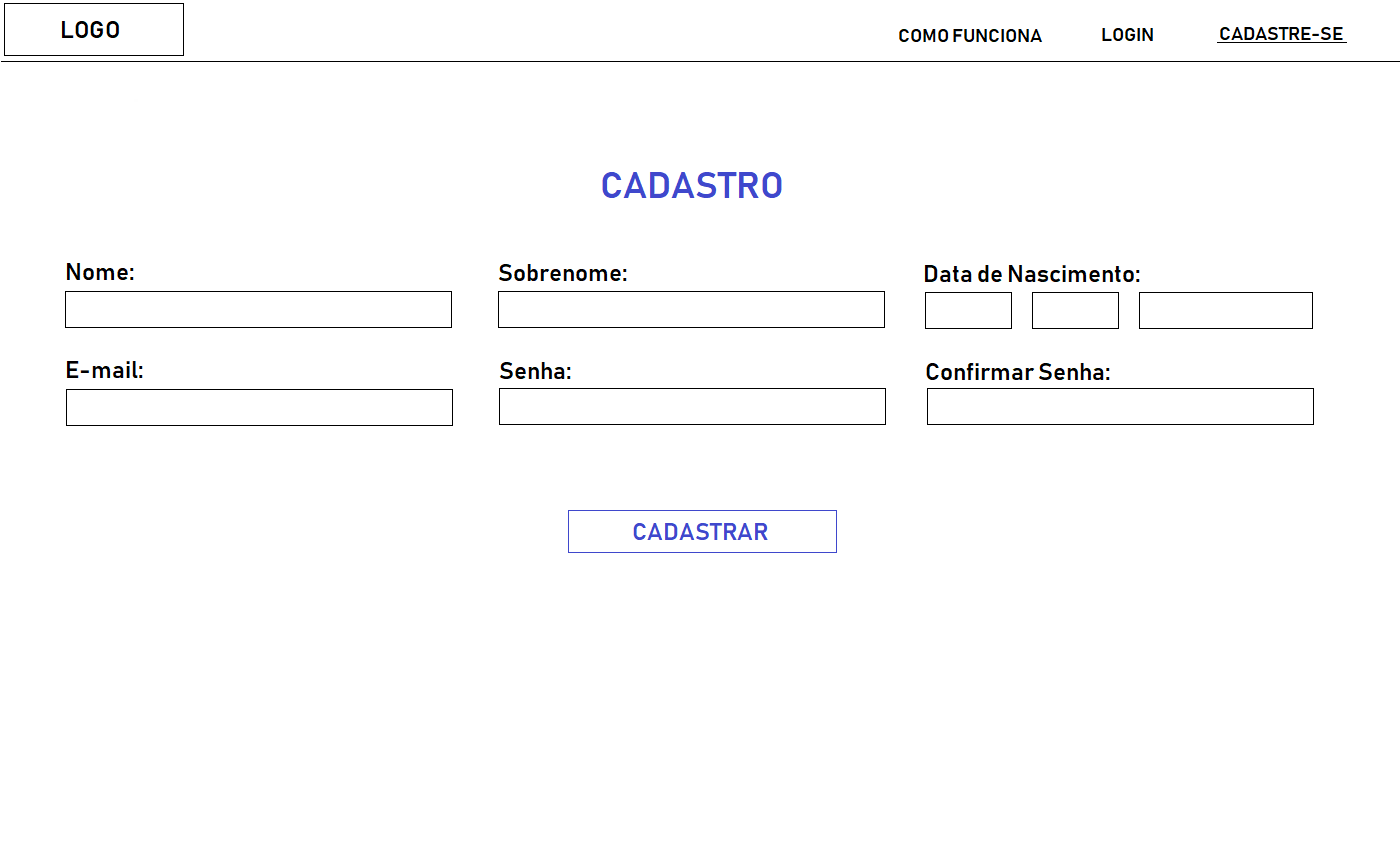 LOGO
COMO FUNCIONA
LOGIN
CADASTRE-SE
CADASTRO
Nome:
Sobrenome:
Data de Nascimento:
E-mail:
Senha:
Confirmar Senha:
CADASTRAR